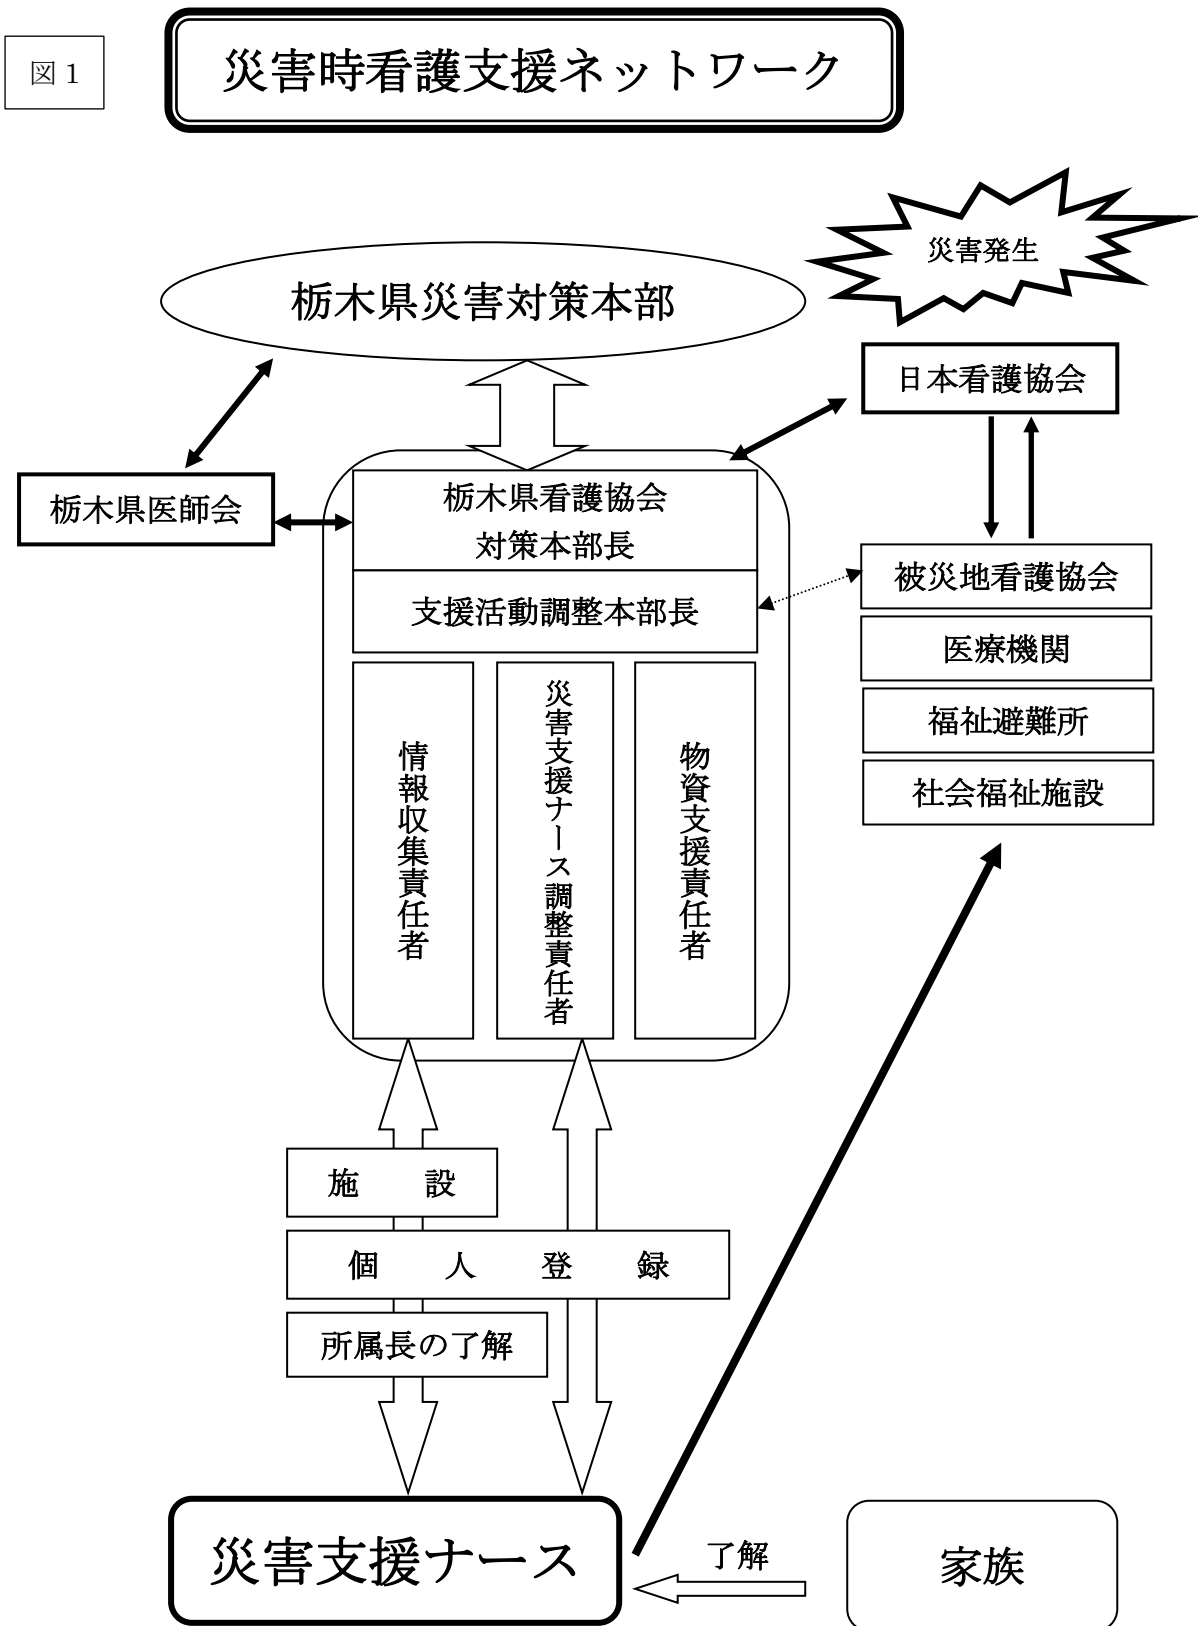 図1
災害時看護支援ネットワーク
災害発生
栃木県災害対策本部
日本看護協会
栃木県医師会
栃木県看護協会
対策本部長
支援活動調整本部長
被災地看護協会
医療機関
福祉避難所
社会福祉施設
情報収集責任者
災害支援ナース調整責任者
物資支援責任者
施　設
個　人　登　録
所属長の了解
災害支援ナース
了解
家族